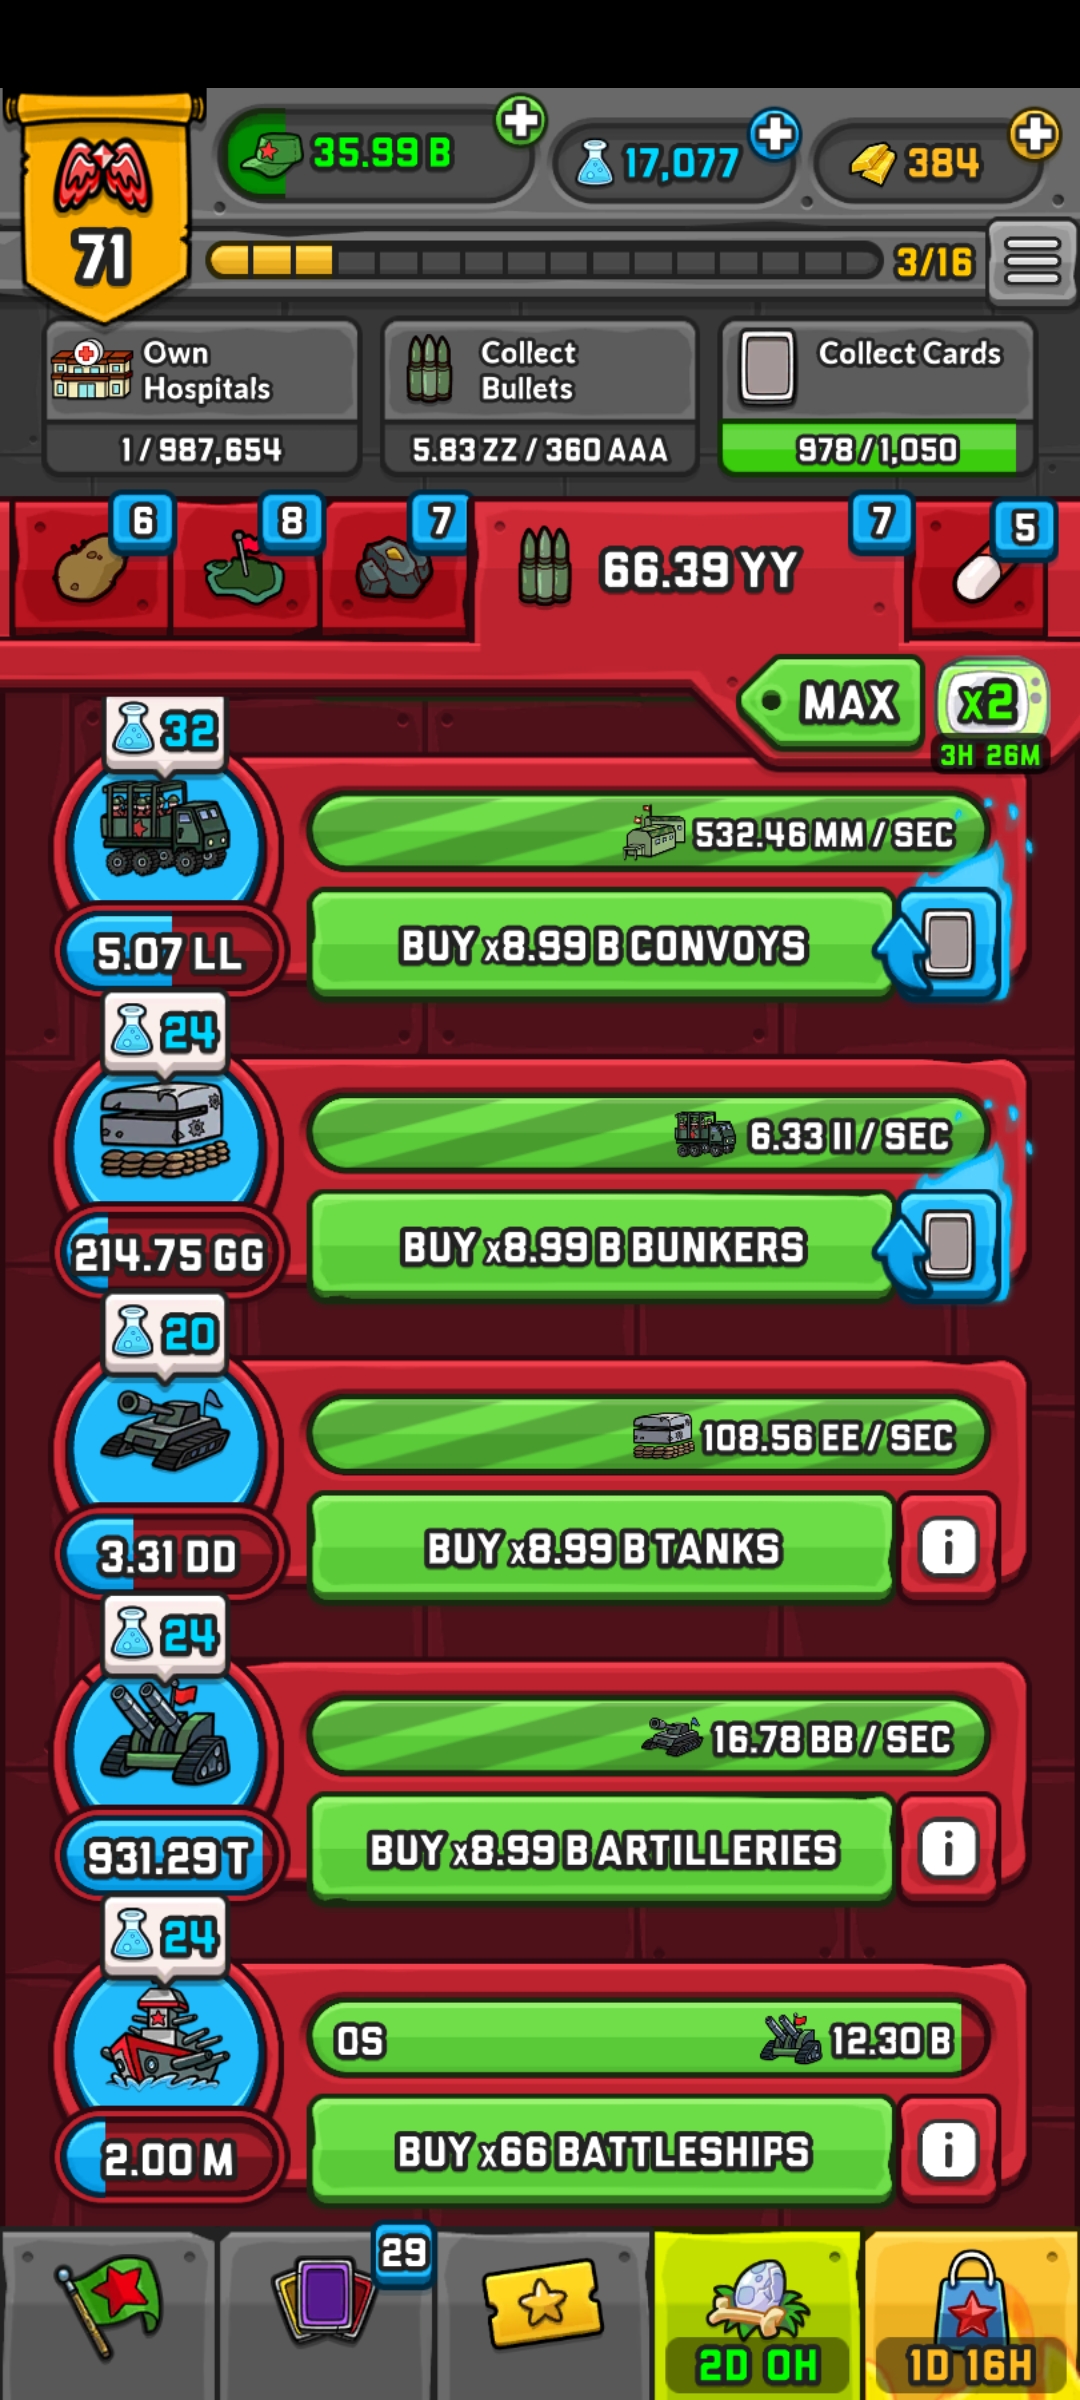 71
35.99 B
17,077
384
3/16
Own
Hospitals
1 / 987,654
Collect
Bullets
5.83 ZZ / 360 AAA
Collect Cards
978 / 1,050
6
8
7
66.39 YY
7
5
MAX
x2
3H 26M
32
532.46 MM / SEC
5.07 LL
BUY x8.99 B CONVOYS
24
6.33 II / SEC
214.75 GG
BUY x8.99 B BUNKERS
20
108.56 EE / SEC
3.31 DD
BUY x8.99 B TANKS
i
24
16.78 BB / SEC
931.29 T
BUY x8.99 B ARTILLERIES
i
24
0S
12.30 B
2.00 M
BUY x66 BATTLESHIPS
i
29
2D 0H
1D 16H